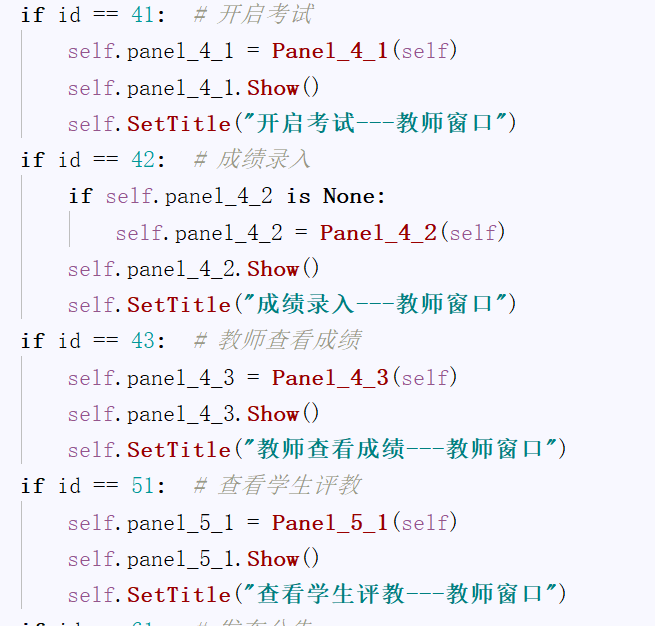 if id == 41:  # 开启考试
    self.panel_4_1 = Panel_4_1(self)
    self.panel_4_1.Show()
    self.SetTitle("开启考试---教师窗口")
if id == 42:  # 成绩录入
    if self.panel_4_2 is None:
        self.panel_4_2 = Panel_4_2(self)
    self.panel_4_2.Show()
    self.SetTitle("成绩录入---教师窗口")
if id == 43:  # 教师查看成绩
    self.panel_4_3 = Panel_4_3(self)
    self.panel_4_3.Show()
    self.SetTitle("教师查看成绩---教师窗口")
if id == 51:  # 查看学生评教
    self.panel_5_1 = Panel_5_1(self)
    self.panel_5_1.Show()
    self.SetTitle("查看学生评教---教师窗口")